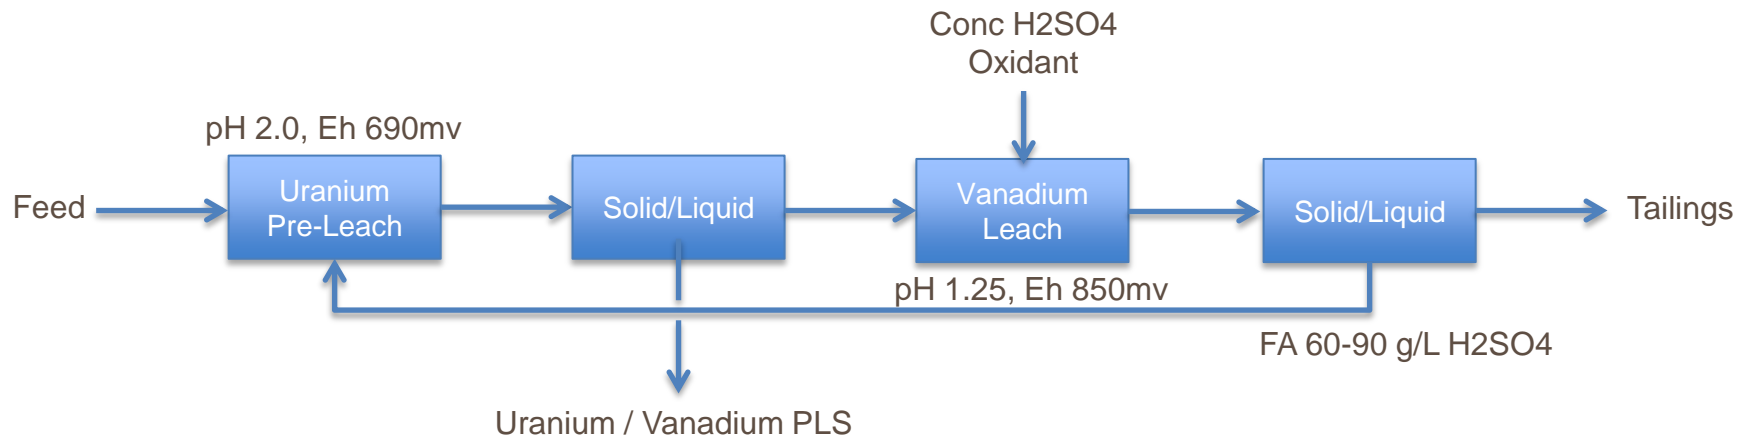 Conc H2SO4
Oxidant
pH 2.0, Eh 690mv
Feed
Uranium
Pre-Leach
Solid/Liquid
Vanadium
Leach
Solid/Liquid
Tailings
pH 1.25, Eh 850mv
FA 60-90 g/L H2SO4
Uranium / Vanadium PLS